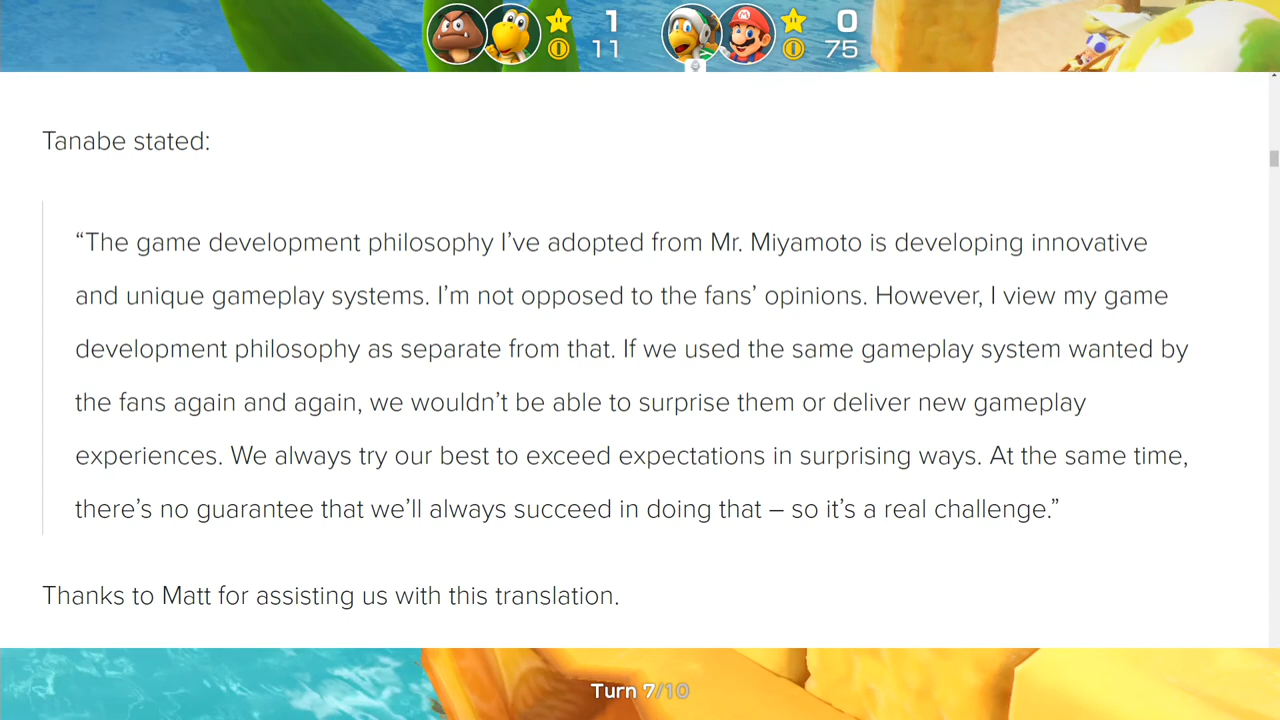 1 0
11 75
Tanabe stated:
“The game development philosophy I’ve adopted from Mr. Miyamoto is developing innovative
and unique gameplay systems. I’m not opposed to the fans’ opinions. However, I view my game
development philosophy as separate from that. If we used the same gameplay system wanted by
the fans again and again, we wouldn’t be able to surprise them or deliver new gameplay
experiences. We always try our best to exceed expectations in surprising ways. At the same time,
there’s no guarantee that we’ll always succeed in doing that – so it’s a real challenge.”
Thanks to Matt for assisting us with this translation.
Turn 7/10